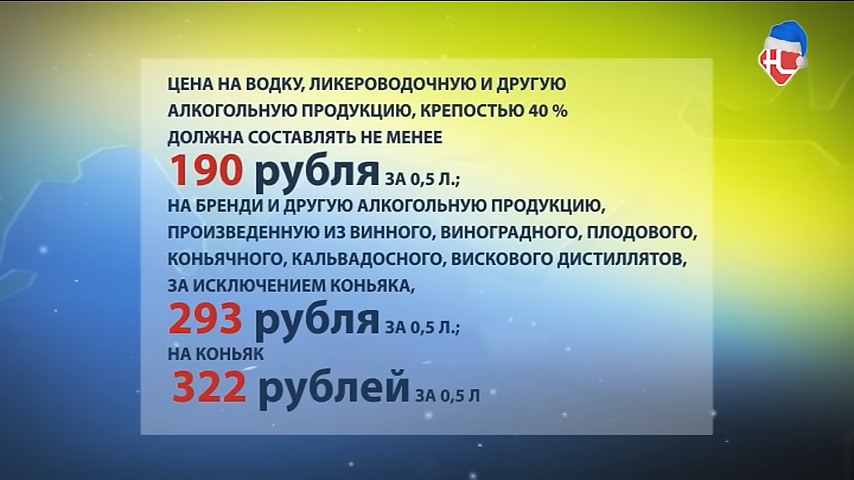 ЦЕНА НА ВОДКУ, ЛИКЕРОВОДОЧНУЮ И ДРУГУЮ
АЛКОГОЛЬНУЮ ПРОДУКЦИЮ, КРЕПОСТЬЮ 40 %
ДОЛЖНА СОСТАВЛЯТЬ НЕ МЕНЕЕ
190 рубля ЗА 0,5 Л.;
НА БРЕНДИ И ДРУГУЮ АЛКОГОЛЬНУЮ ПРОДУКЦИЮ,
ПРОИЗВЕДЕННУЮ ИЗ ВИННОГО, ВИНОГРАДНОГО, ПЛОДОВОГО,
КОНЬЯЧНОГО, КАЛЬВАДОСНОГО, ВИСКОВОГО ДИСТИЛЛЯТОВ,
ЗА ИСКЛЮЧЕНИЕМ КОНЬЯКА,
293 рубля ЗА 0,5 Л.;
НА КОНЬЯК
322 рублей ЗА 0,5 Л
НС